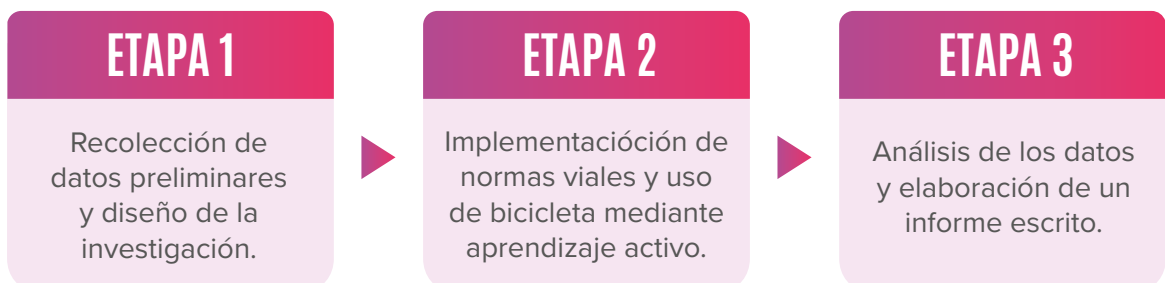 ETAPA 1
Recolección de
datos preliminares
y diseño de la
investigación.
ETAPA 2
Implementacióción de
normas viales y uso
de bicicleta mediante
aprendizaje activo.
ETAPA 3
Análisis de los datos
y elaboración de un
informe escrito.